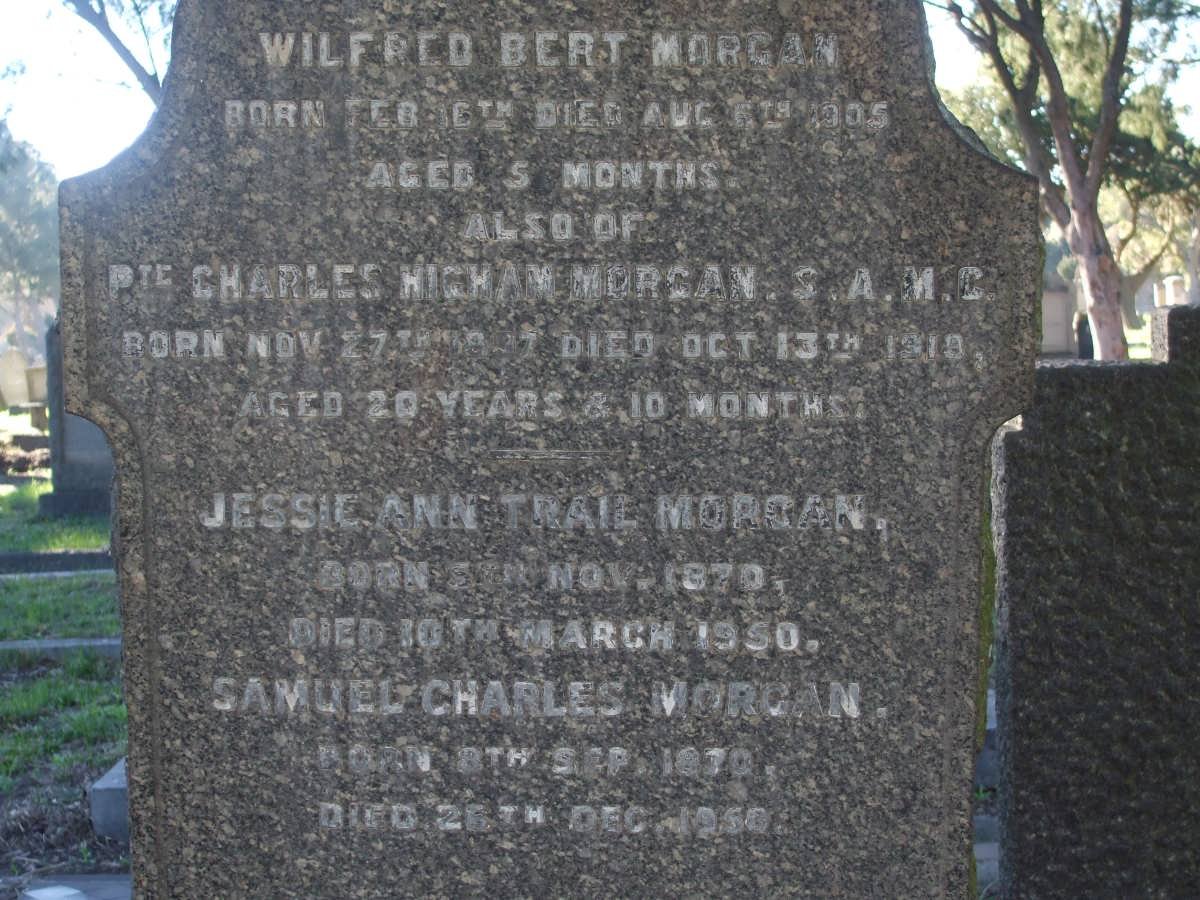 WILFRED BERT MORGAN
BORN FEB 16TH DIED AUG 6TH 1905
AGED 5 MONTHS.
ALSO OF
PTE CHARLES HIGHAM MORGAN. S.A.M.C.
BORN NOV 27TH 1897 DIED OCT 13TH 1918,
AGED 20 YEARS & 10 MONTHS.
JESSIE ANN TRAIL MORGAN,
BORN 5TH NOV. 1870,
DIED 10TH MARCH 1950.
SAMUEL CHARLES MORGAN.
BORN 8TH SEP. 1870,
DIED 26TH DEC.